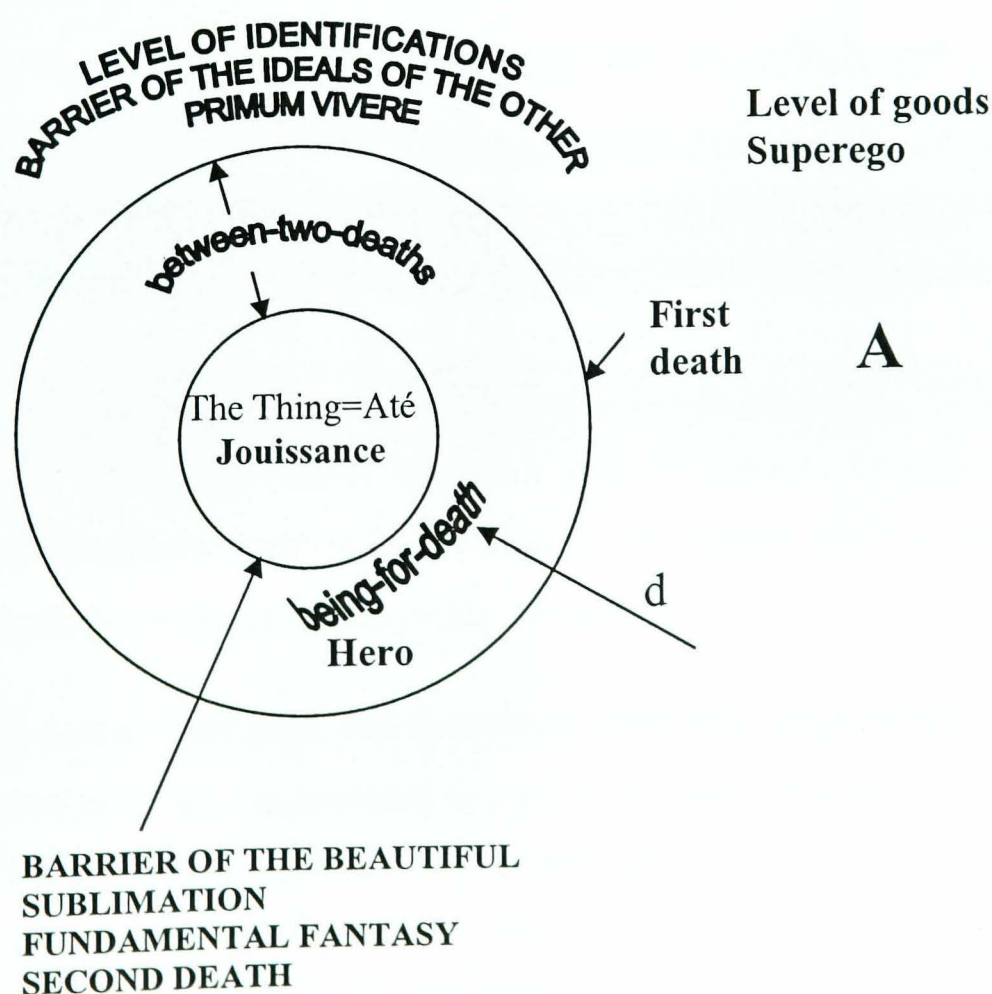 LEVEL OF IDENTIFICATIONS
BARRIER OF THE IDEALS OF THE OTHER
PRIMUM VIVERE
Level of goods
Superego
between-two-deaths
First
death
A
The Thing=Até
Jouissance
being-for-death
d
Hero
BARRIER OF THE BEAUTIFUL
SUBLIMATION
FUNDAMENTAL FANTASY
SECOND DEATH